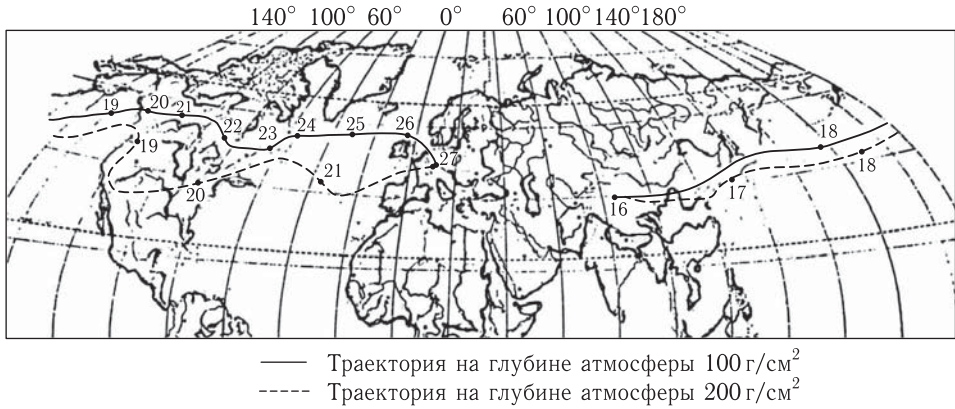 140° 100° 60° 0° 60° 100° 140° 180°
19 20 21 22 23 24 25 26 27
19 20 21
16 17 18 18
Траектория на глубине атмосферы 100 г/см²
Траектория на глубине атмосферы 200 г/см²